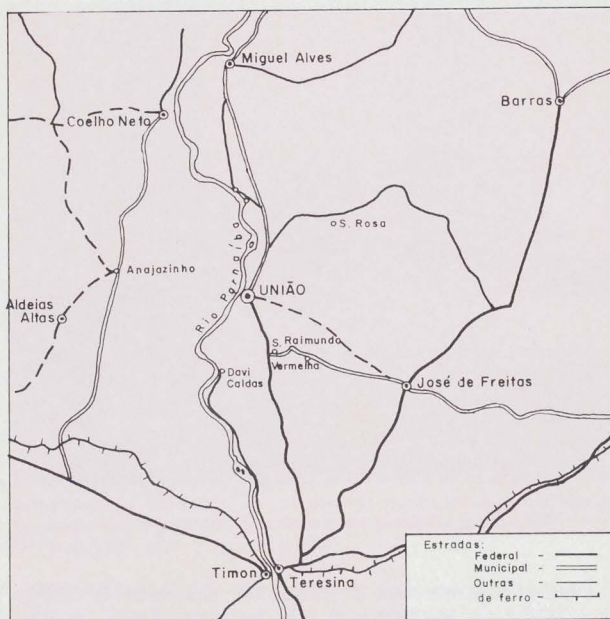 Miguel Alves
Barras
Coelho Neta
S. Rosa
Rio Parnaíba
Anajazinho
Aldeias
Altas
UNIÃO
S. Raimundo
Vermelha
Davi
Caldas
José de Freitas
Timon
Teresina
Estradas:
Federal -
Municipal -
Outras -
de ferro -